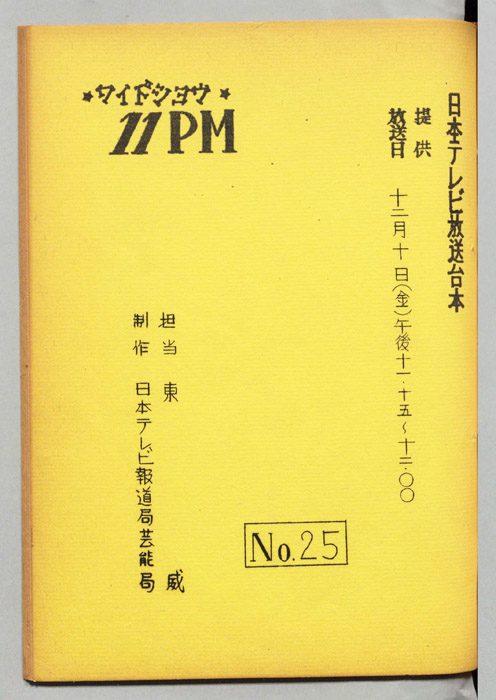 日本テレビ放送台本
提供
放送日 十二月十日(金)午後十一・十五~十二・〇〇
★ワイドショウ★
11PM
担当 東 威
制作 日本テレビ報道局芸能局
No.25